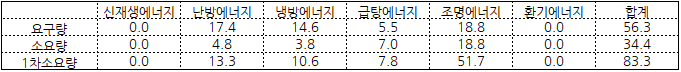 신재생에너지 난방에너지 냉방에너지 급탕에너지 조명에너지 환기에너지 합계
요구량 0.0 17.4 14.6 5.5 18.8 0.0 56.3
소요량 0.0 4.8 3.8 7.0 18.8 0.0 34.4
1차소요량 0.0 13.3 10.6 7.8 51.7 0.0 83.3